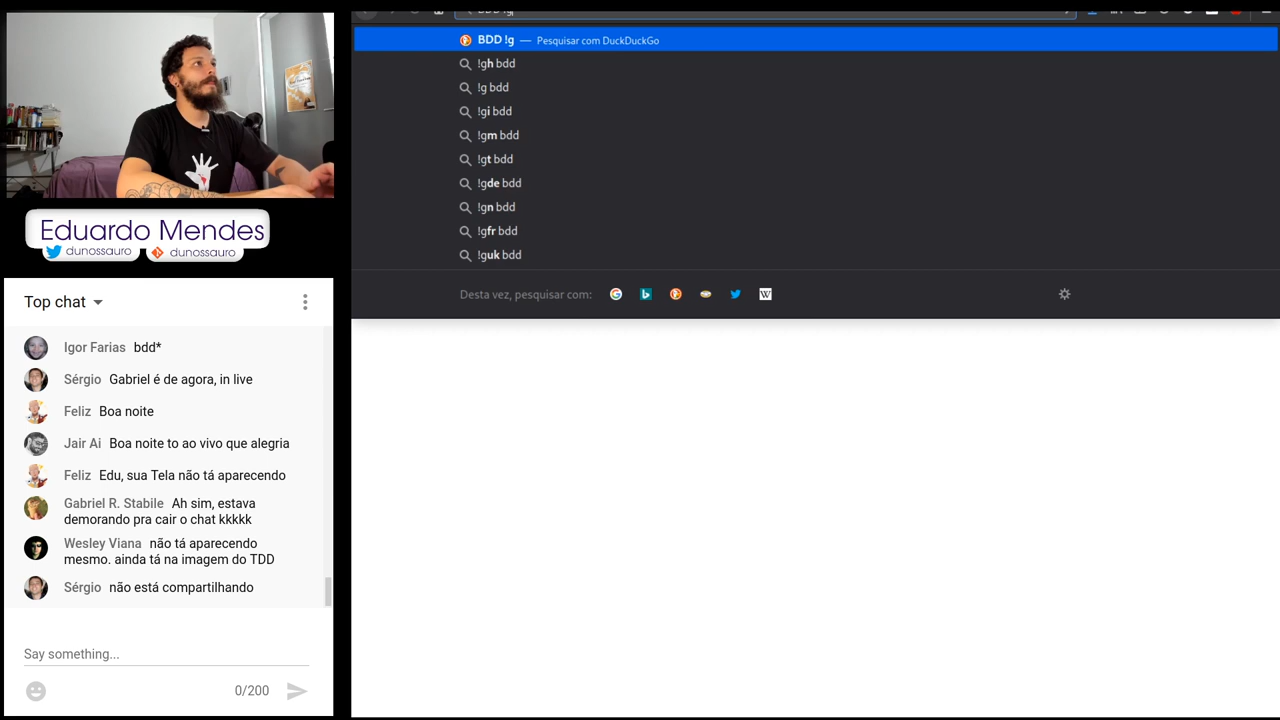 BDD !g
BDD !g — Pesquisar com DuckDuckGo
!gh bdd
!g bdd
!gi bdd
!gm bdd
!gt bdd
!gde bdd
!gn bdd
!gfr bdd
!guk bdd
Desta vez, pesquisar com:
Eduardo Mendes
dunossauro dunossauro
Top chat
Igor Farias bdd*
Sérgio Gabriel é de agora, in live
Feliz Boa noite
Jair Ai Boa noite to ao vivo que alegria
Feliz Edu, sua Tela não tá aparecendo
Gabriel R. Stabile Ah sim, estava
demorando pra cair o chat kkkkk
Wesley Viana não tá aparecendo
mesmo. ainda tá na imagem do TDD
Sérgio não está compartilhando
Say something...
0/200